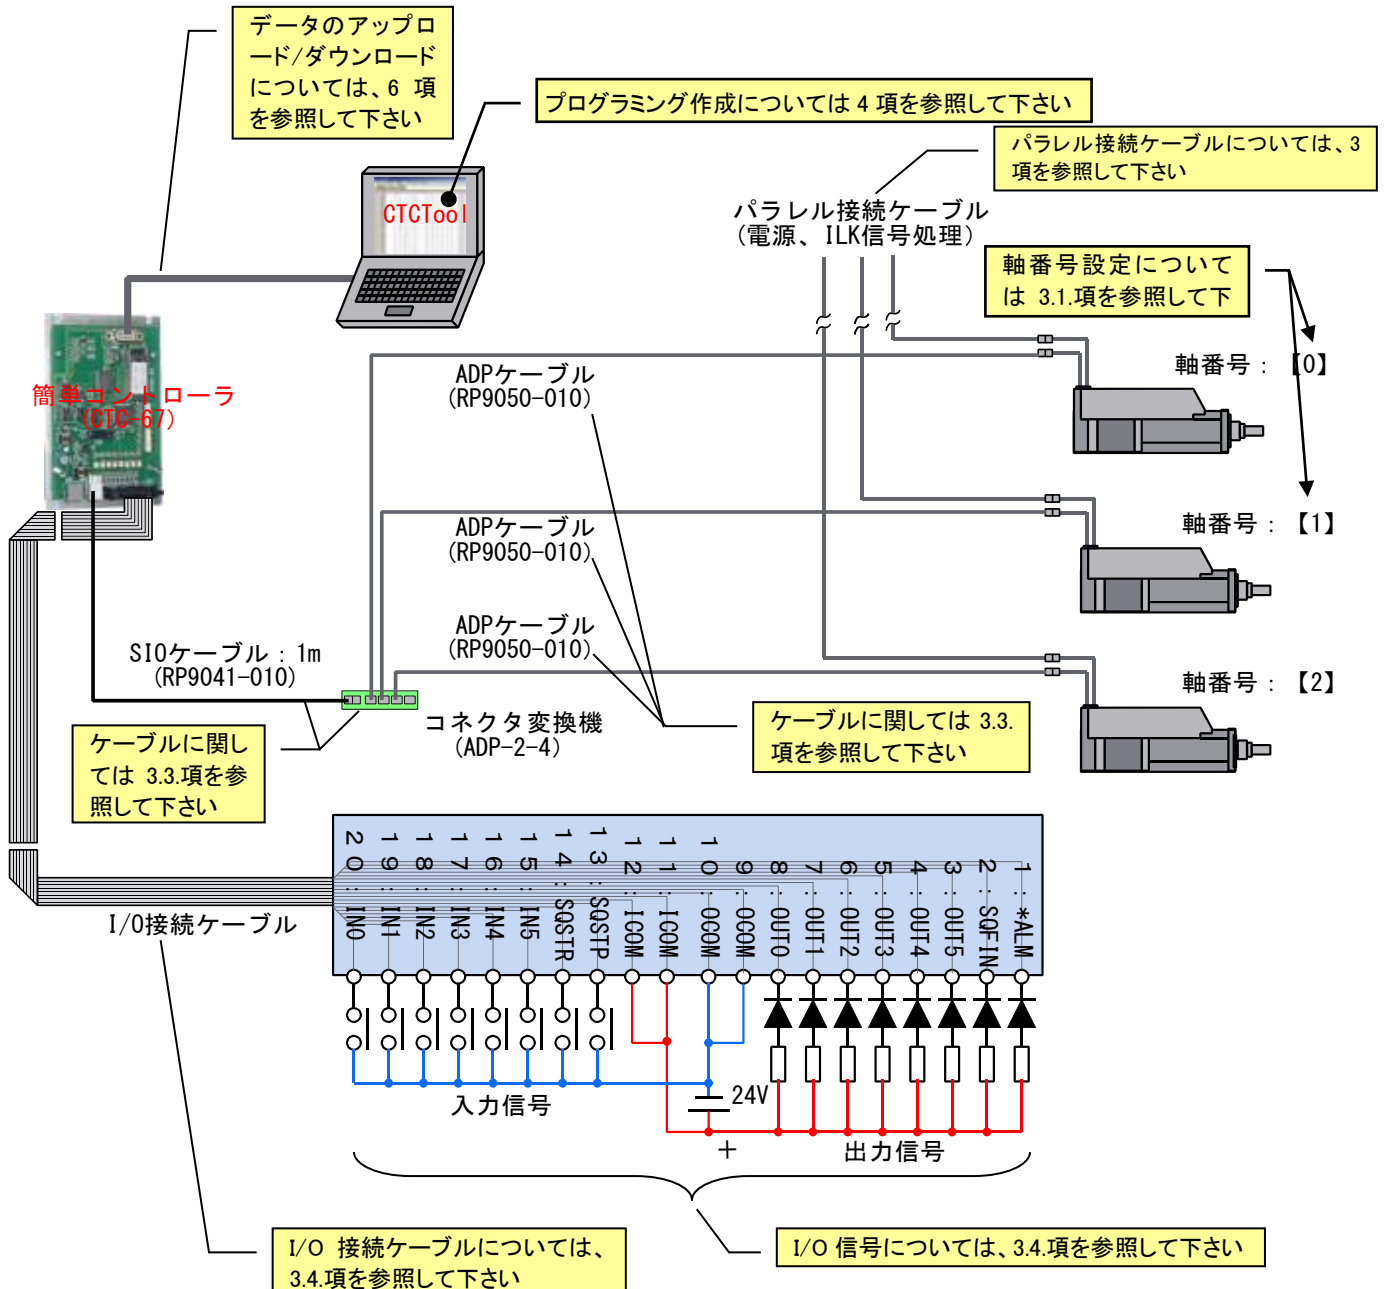 データのアップロ
ード/ダウンロード
については、6 項
を参照して下さい
プログラミング作成については 4 項を参照して下さい
パラレル接続ケーブルについては、3
項を参照して下さい
CTCTool
パラレル接続ケーブル
(電源、ILK信号処理)
軸番号設定について
は 3.1.項を参照して下
簡単コントローラ
(CTC-67)
ADPケーブル
(RP9050-010)
軸番号： 【0】
ADPケーブル
(RP9050-010)
軸番号： 【1】
ADPケーブル
(RP9050-010)
軸番号： 【2】
SIOケーブル：1m
(RP9041-010)
コネクタ変換機
(ADP-2-4)
ケーブルに関し
ては 3.3.項を参
照して下さい
ケーブルに関しては 3.3.
項を参照して下さい
20：IN0
19：IN1
18：IN2
17：IN3
16：IN4
15：IN5
14：SQSTR
13：SQSTP
12：ICOM
11：ICOM
10：OCOM
9：OCOM
8：OUT0
7：OUT1
6：OUT2
5：OUT3
4：OUT4
3：OUT5
2：SQFIN
1：*ALM
I/O接続ケーブル
入力信号
24V
＋
出力信号
I/O 接続ケーブルについては、
3.4.項を参照して下さい
I/O 信号については、3.4.項を参照して下さい